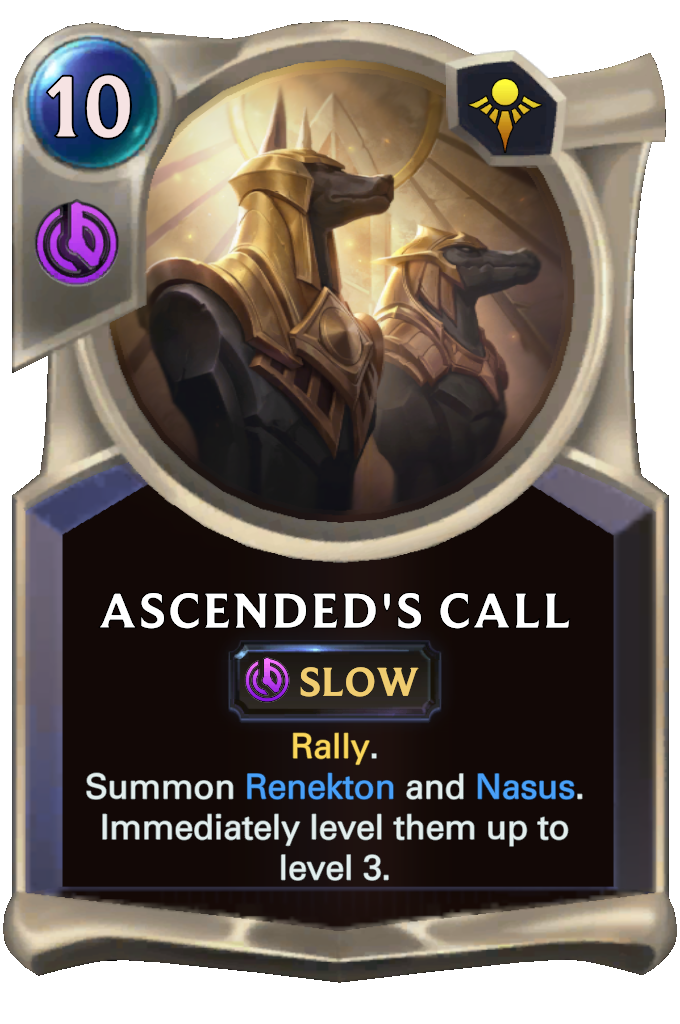 10
ASCENDED'S CALL
SLOW
Rally.
Summon Renekton and Nasus.
Immediately level them up to
level 3.